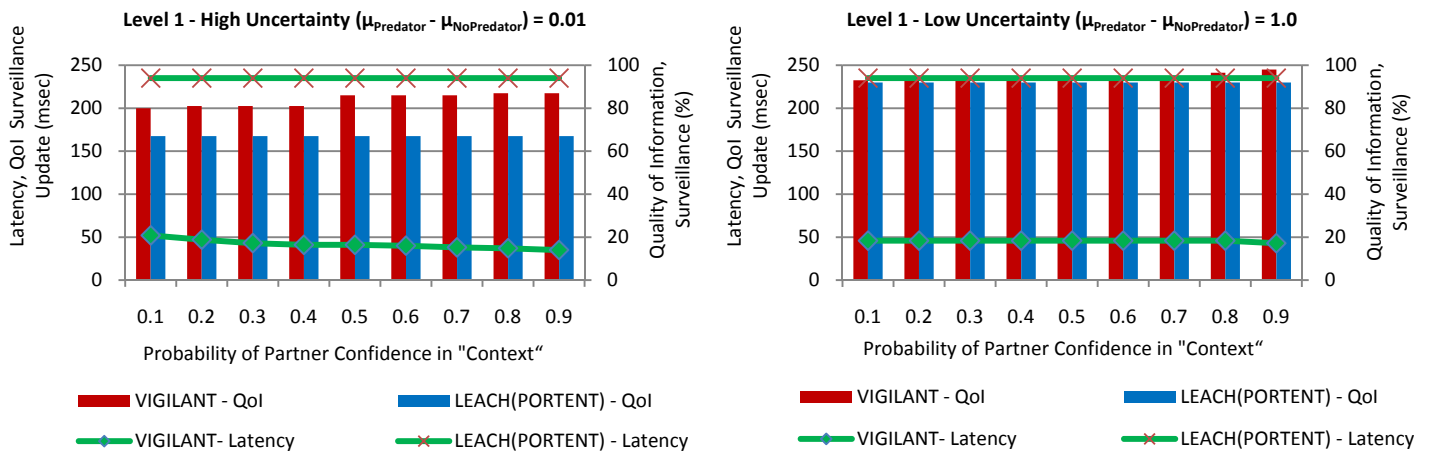 Level 1 - High Uncertainty (μPredator - μNoPredator) = 0.01
Latency, QoI Surveillance
Update (msec)
250
200
150
100
50
0
100
80
60
40
20
0
Quality of Information,
Surveillance (%)
0.1 0.2 0.3 0.4 0.5 0.6 0.7 0.8 0.9
Probability of Partner Confidence in "Context“
VIGILANT - QoI
LEACH(PORTENT) - QoI
VIGILANT- Latency
LEACH(PORTENT) - Latency
Level 1 - Low Uncertainty (μPredator - μNoPredator) = 1.0
Latency, QoI Surveillance
Update (msec)
250
200
150
100
50
0
100
80
60
40
20
0
Quality of Information,
Surveillance (%)
0.1 0.2 0.3 0.4 0.5 0.6 0.7 0.8 0.9
Probability of Partner Confidence in "Context“
VIGILANT - QoI
LEACH(PORTENT) - QoI
VIGILANT- Latency
LEACH(PORTENT) - Latency